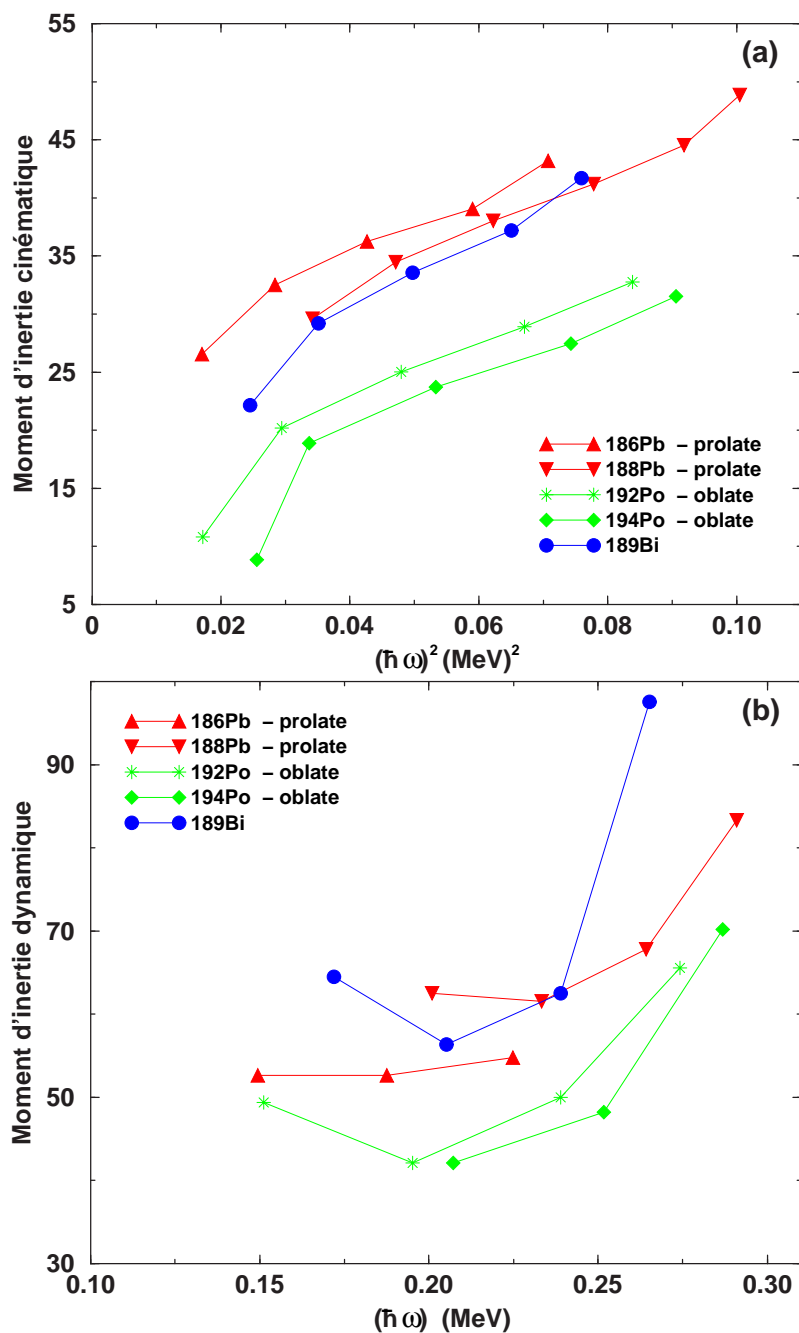 (a)
Moment d'inertie cinématique
55
45
35
25
15
5
186Pb – prolate
188Pb – prolate
192Po – oblate
194Po – oblate
189Bi
0 0.02 0.04 0.06 0.08 0.10
(ħ ω)² (MeV)²
(b)
Moment d'inertie dynamique
90
70
50
30
186Pb – prolate
188Pb – prolate
192Po – oblate
194Po – oblate
189Bi
0.10 0.15 0.20 0.25 0.30
(ħ ω) (MeV)